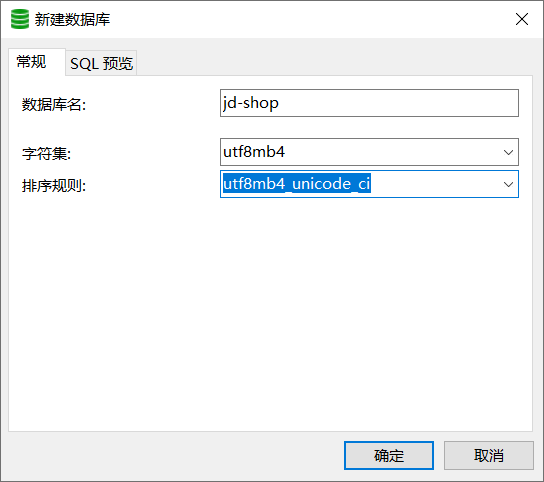 新建数据库
常规 SQL 预览
数据库名: jd-shop
字符集: utf8mb4
排序规则: utf8mb4_unicode_ci
确定 取消